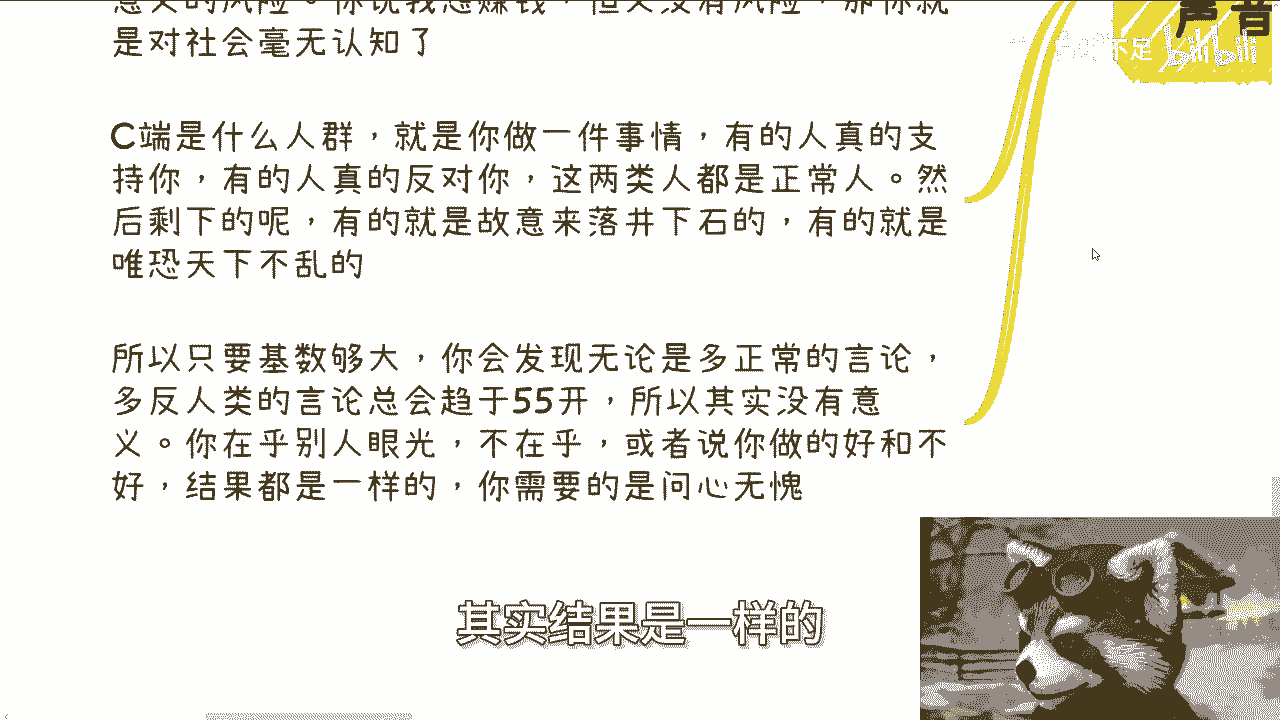 意义的风险。你说我想赚钱，但又没有风险，那你就
是对社会毫无认知了
声音
不足 bilibili
C端是什么人群，就是你做一件事情，有的人真的支
持你，有的人真的反对你，这两类人都是正常人。然
后剩下的呢，有的就是故意来落井下石的，有的就是
唯恐天下不乱的
所以只要基数够大，你会发现无论是多正常的言论，
多反人类的言论总会趋于55开，所以其实没有意
义。你在乎别人眼光，不在乎，或者说你做的好和不
好，结果都是一样的，你需要的是问心无愧
其实结果是一样的